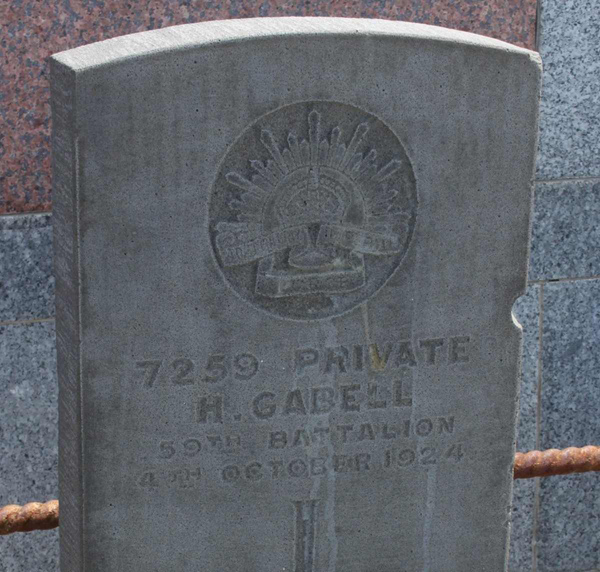 7259 PRIVATE
H. GABELL
59TH BATTALION
4TH OCTOBER 1924